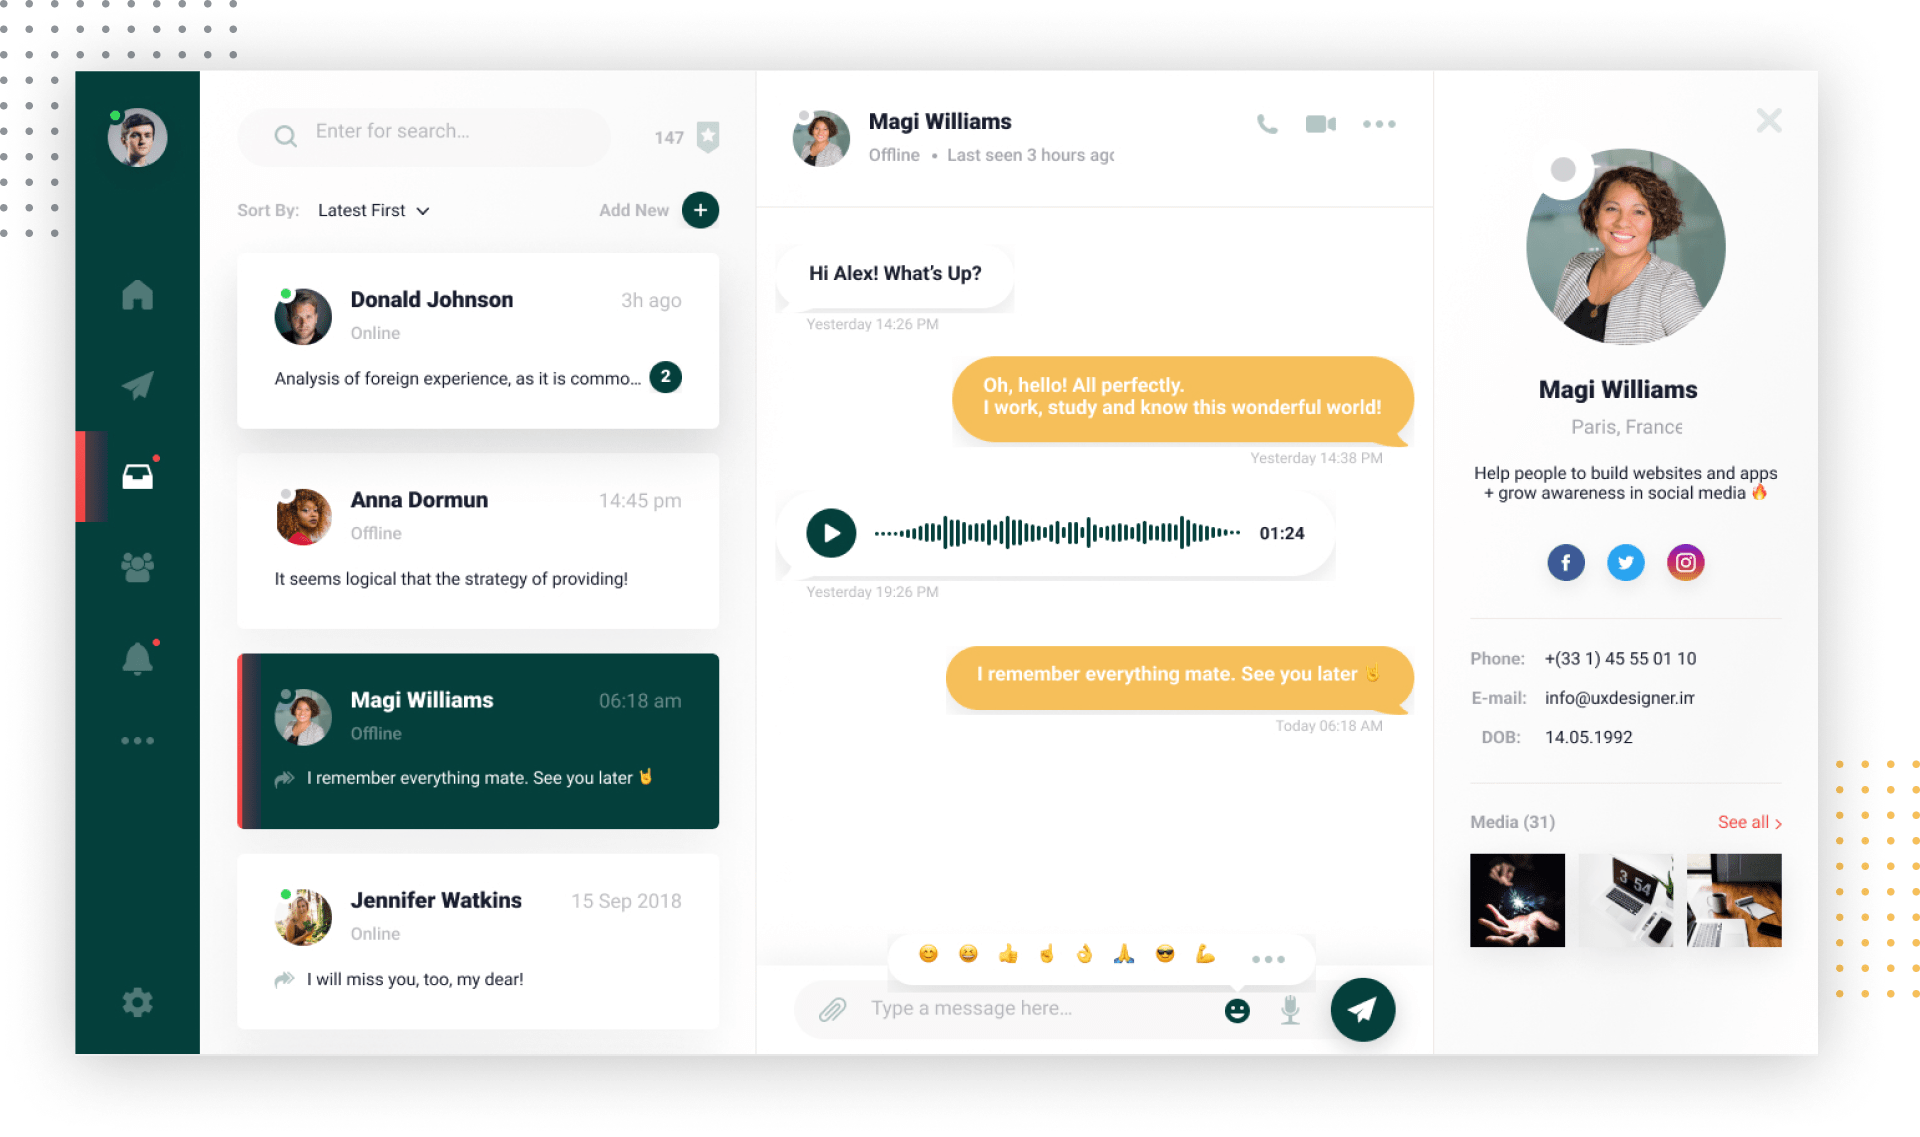 Enter for search...
147
Sort By: Latest First
Add New
Donald Johnson
3h ago
Online
Analysis of foreign experience, as it is commo...
2
Anna Dormun
14:45 pm
Offline
It seems logical that the strategy of providing!
Magi Williams
06:18 am
Offline
I remember everything mate. See you later 🤘
Jennifer Watkins
15 Sep 2018
Online
I will miss you, too, my dear!
Magi Williams
Offline • Last seen 3 hours ago
Hi Alex! What's Up?
Yesterday 14:26 PM
Oh, hello! All perfectly.
I work, study and know this wonderful world!
Yesterday 14:38 PM
01:24
Yesterday 19:26 PM
I remember everything mate. See you later 🤘
Today 06:18 AM
Type a message here...
Magi Williams
Paris, France
Help people to build websites and apps
+ grow awareness in social media 🔥
Phone: +(33 1) 45 55 01 10
E-mail: info@uxdesigner.im
DOB: 14.05.1992
Media (31)
See all >
3 54